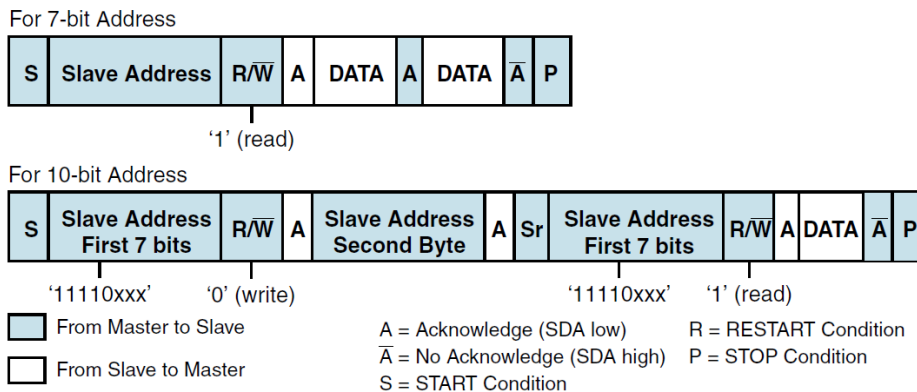 For 7-bit Address
S Slave Address R/W̅ A DATA A DATA A̅ P
'1' (read)
For 10-bit Address
S Slave Address First 7 bits R/W̅ A Slave Address Second Byte A Sr Slave Address First 7 bits R/W̅ A DATA A̅ P
'11110xxx' '0' (write) '11110xxx' '1' (read)
From Master to Slave
From Slave to Master
A = Acknowledge (SDA low)
A̅ = No Acknowledge (SDA high)
S = START Condition
R = RESTART Condition
P = STOP Condition